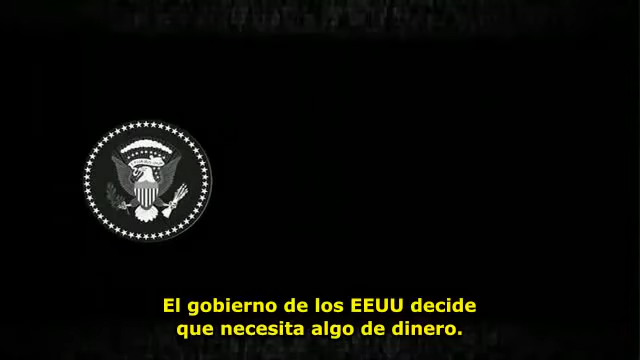 El gobierno de los EEUU decide
que necesita algo de dinero.